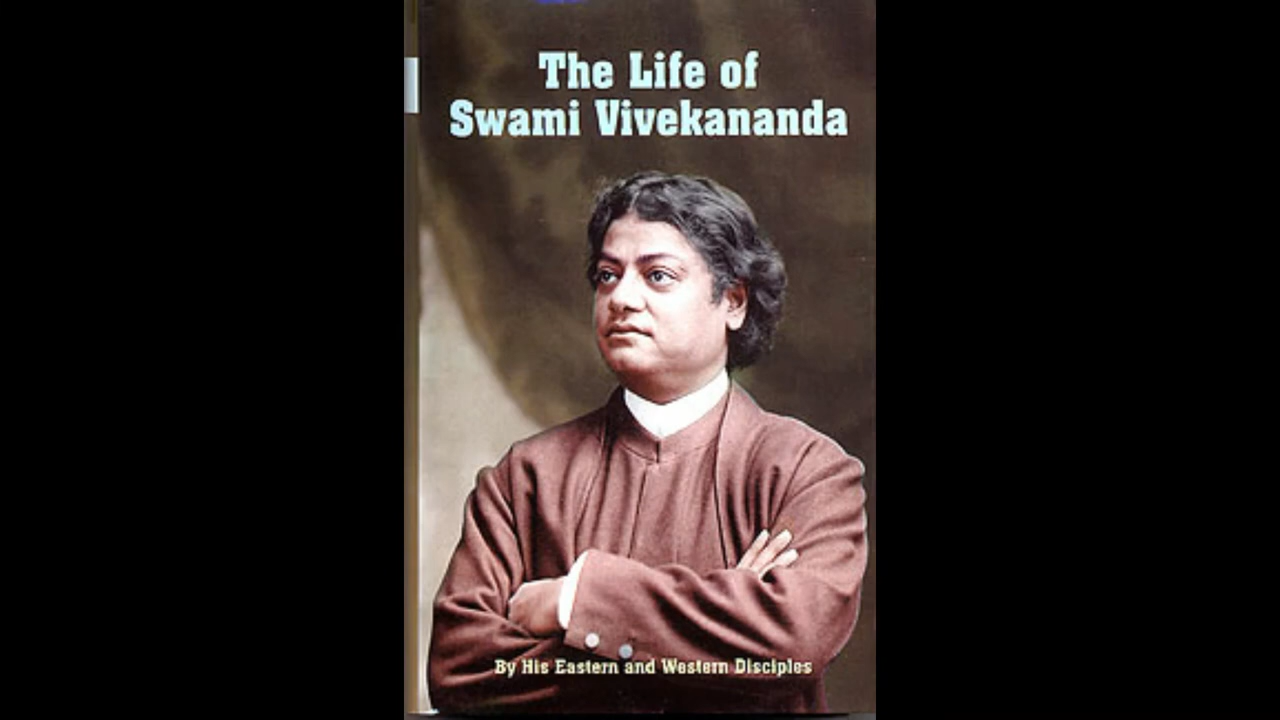 The Life of
Swami Vivekananda
By His Eastern and Western Disciples